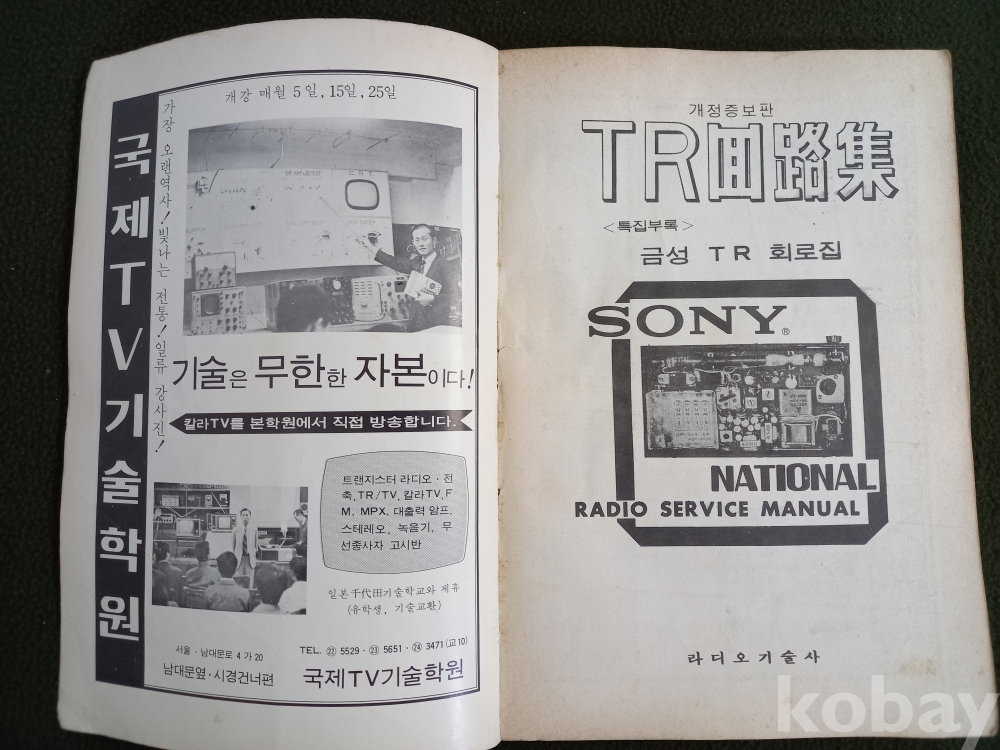 국제TV기술학원
가장 오랜역사! 빛나는 전통! 일류 강사진!
개강 매월 5일, 15일, 25일
C.R.T.
기술은 무한한 자본이다!
칼라TV를 본학원에서 직접 방송합니다.
트랜지스터 라디오·전
축, TR/TV, 칼라TV, F
M, MPX, 대출력 암프,
스테레오, 녹음기, 무
선종사자 고시반
일본千代田기술학교와 제휴
(유학생, 기술교환)
서울·남대문로 4가 20
남대문옆·시경건너편
TEL. ㉒ 5529·㉓ 5651·㉔ 3471 (교10)
국제TV기술학원
개정증보판
TR回路集
<특집부록>
금성 TR 회로집
SONY®
NATIONAL
RADIO SERVICE MANUAL
라디오기술사
kobay